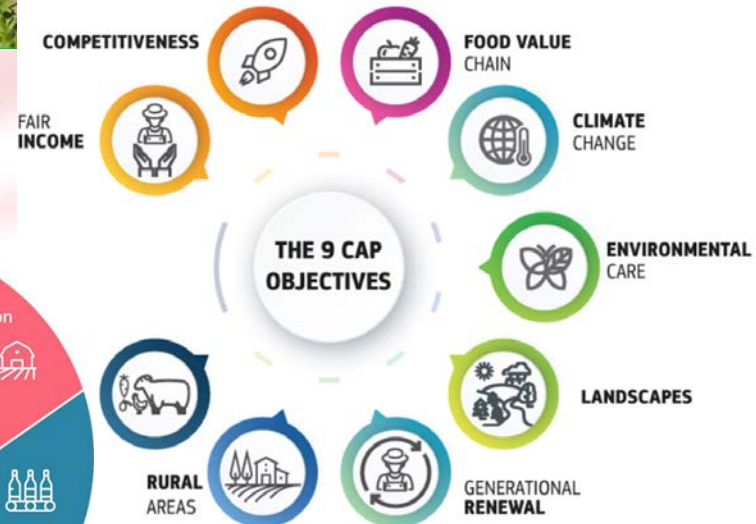 COMPETITIVENESS
FOOD VALUE
CHAIN
FAIR
INCOME
CLIMATE
CHANGE
THE 9 CAP
OBJECTIVES
ENVIRONMENTAL
CARE
on
LANDSCAPES
RURAL
AREAS
GENERATIONAL
RENEWAL